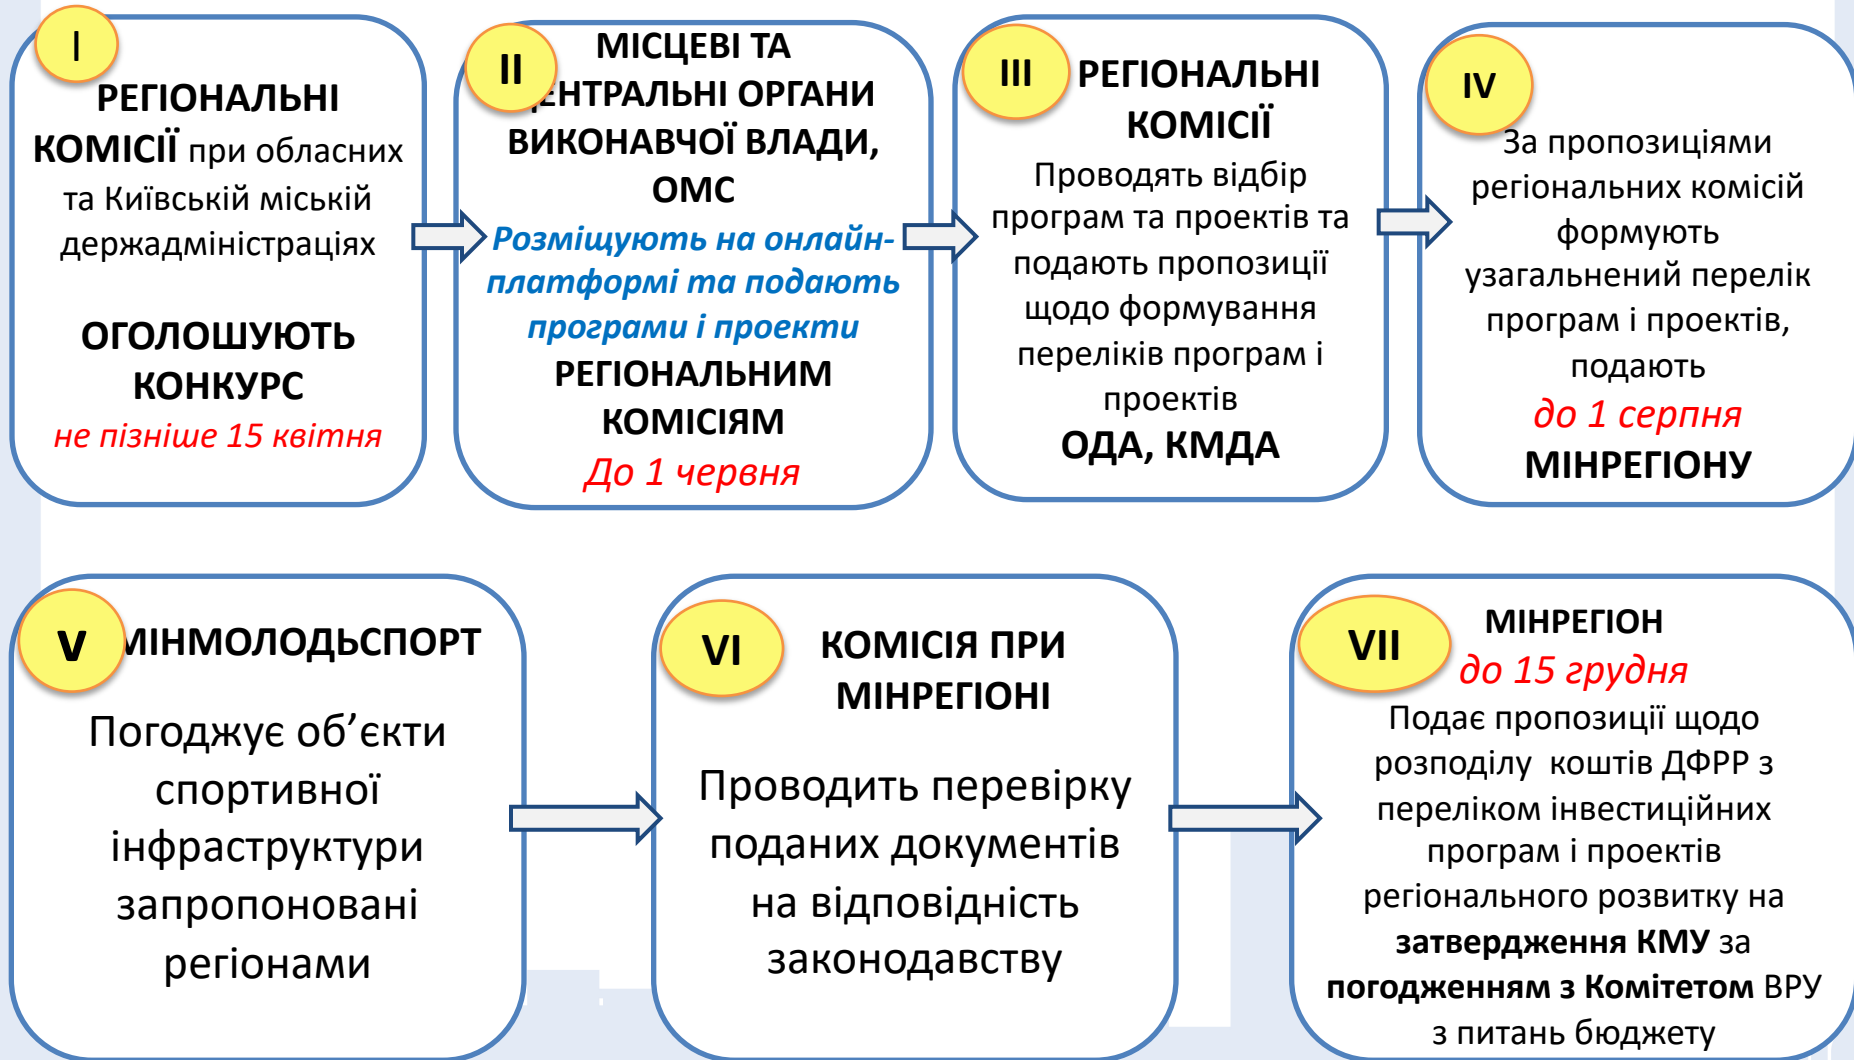 I
РЕГІОНАЛЬНІ
КОМІСІЇ при обласних
та Київській міській
держадміністраціях
ОГОЛОШУЮТЬ
КОНКУРС
не пізніше 15 квітня
II
МІСЦЕВІ ТА
ЦЕНТРАЛЬНІ ОРГАНИ
ВИКОНАВЧОЇ ВЛАДИ,
ОМС
Розміщують на онлайн-
платформі та подають
програми і проекти
РЕГІОНАЛЬНИМ
КОМІСІЯМ
До 1 червня
III
РЕГІОНАЛЬНІ
КОМІСІЇ
Проводять відбір
програм та проектів та
подають пропозиції
щодо формування
переліків програм і
проектів
ОДА, КМДА
IV
За пропозиціями
регіональних комісій
формують
узагальнений перелік
програм і проектів,
подають
до 1 серпня
МІНРЕГІОНУ
V
МІНМОЛОДЬСПОРТ
Погоджує об’єкти
спортивної
інфраструктури
запропоновані
регіонами
VI
КОМІСІЯ ПРИ
МІНРЕГІОНІ
Проводить перевірку
поданих документів
на відповідність
законодавству
VII
МІНРЕГІОН
до 15 грудня
Подає пропозиції щодо
розподілу коштів ДФРР з
переліком інвестиційних
програм і проектів
регіонального розвитку на
затвердження КМУ за
погодженням з Комітетом ВРУ
з питань бюджету